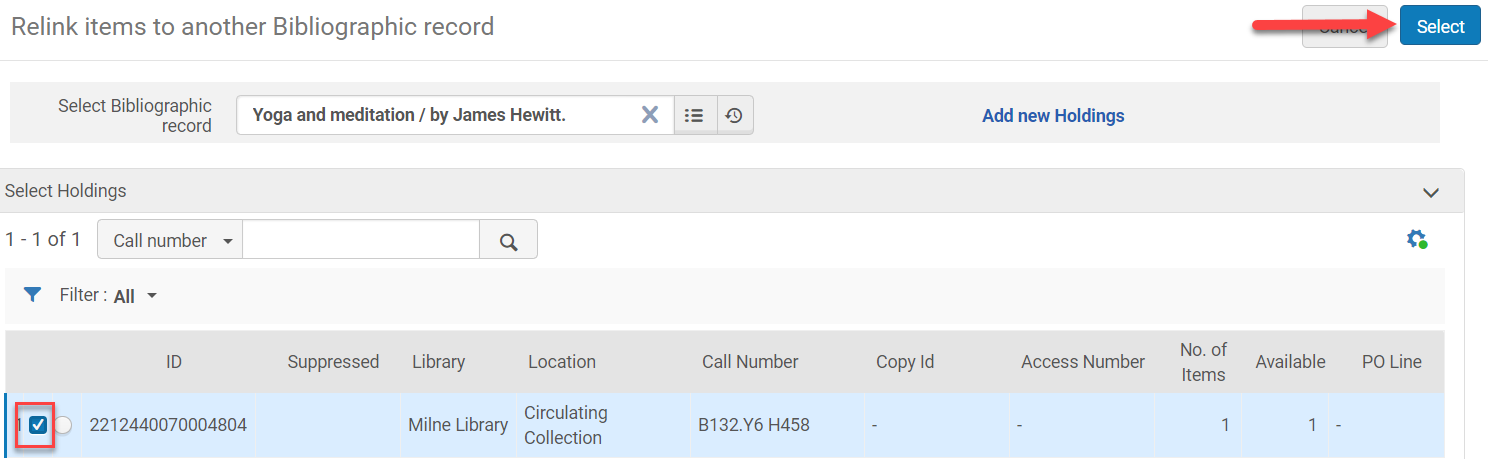 Relink items to another Bibliographic record
Cancel
Select
Select Bibliographic
record
Yoga and meditation / by James Hewitt.
Add new Holdings
Select Holdings
1 - 1 of 1
Call number
Filter : All
ID Suppressed Library Location Call Number Copy Id Access Number No. of Items Available PO Line
1 2212440070004804 Milne Library Circulating Collection B132.Y6 H458 - - 1 1 -